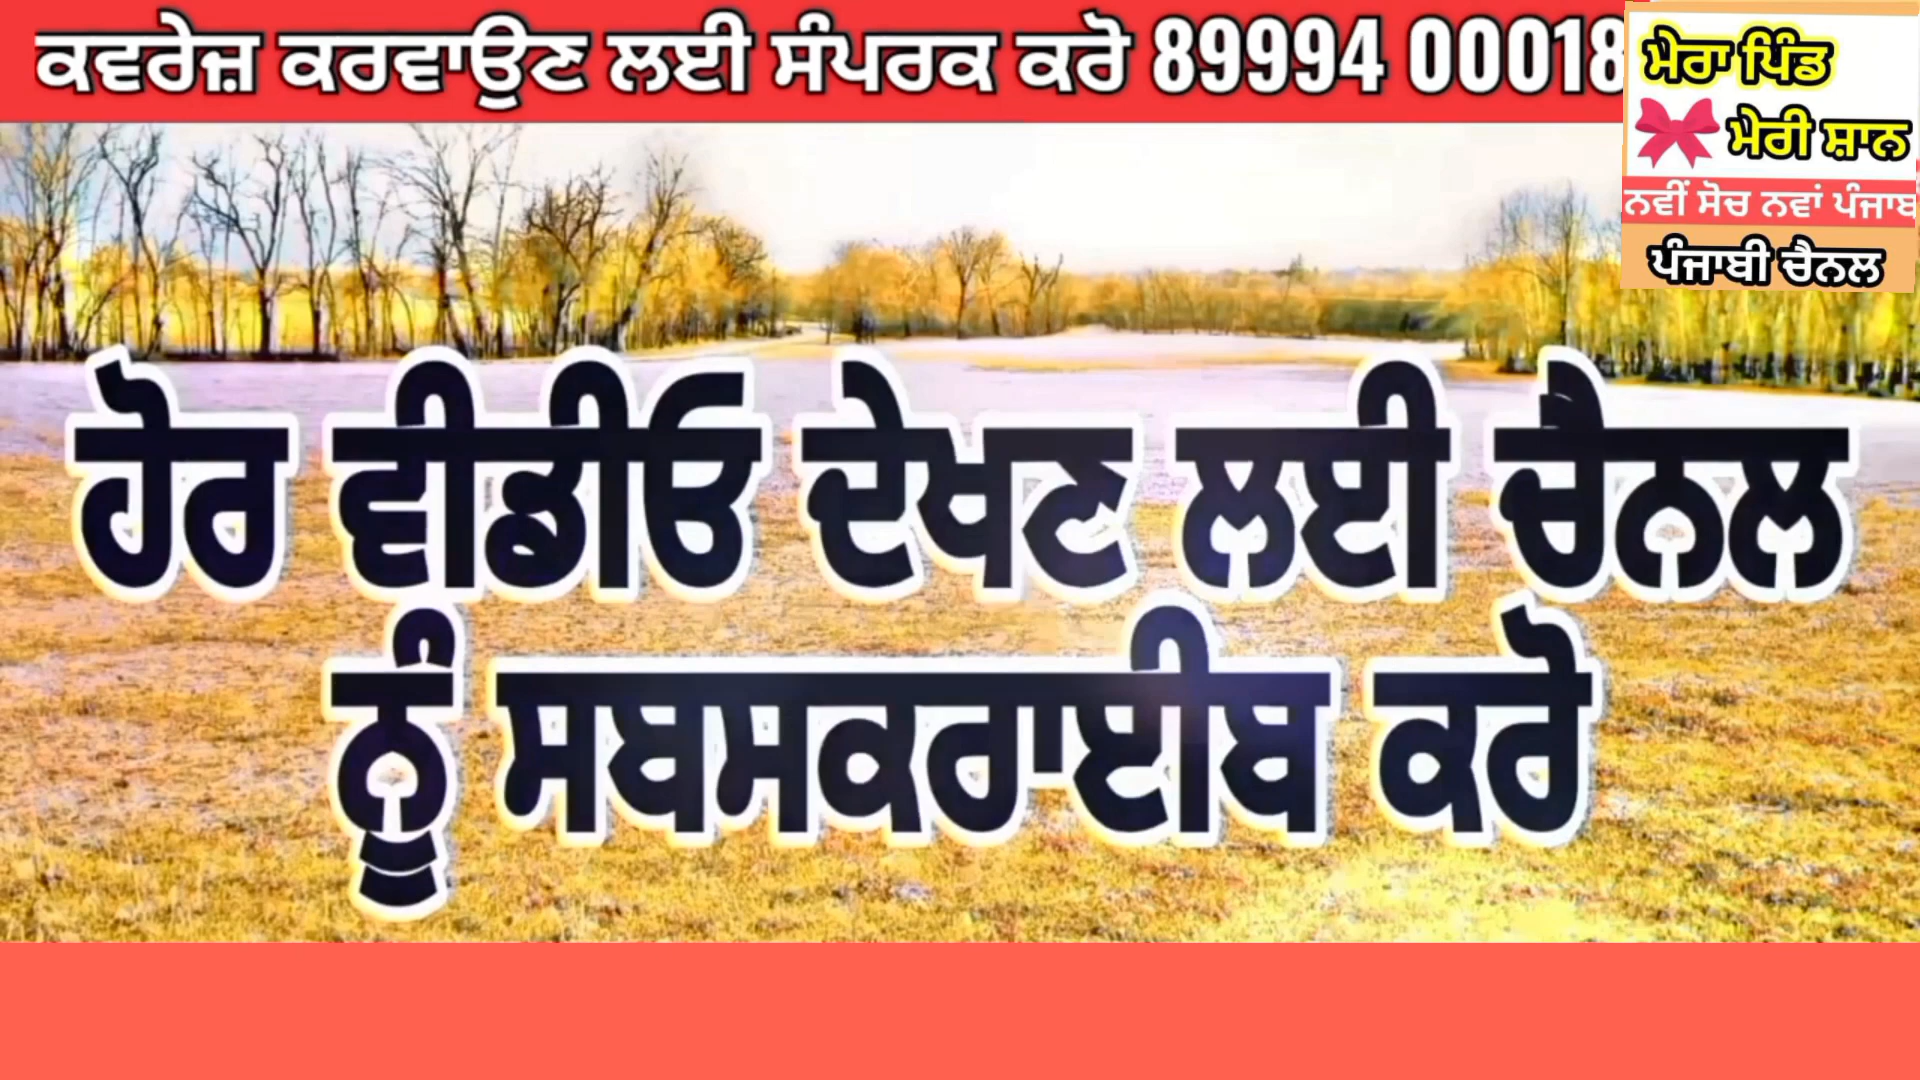 ਕਵਰੇਜ਼ ਕਰਵਾਉਣ ਲਈ ਸੰਪਰਕ ਕਰੋ 89994 00018
ਮੇਰਾ ਪਿੰਡ
ਮੇਰੀ ਸ਼ਾਨ
ਨਵੀਂ ਸੋਚ ਨਵਾਂ ਪੰਜਾਬ
ਪੰਜਾਬੀ ਚੈਨਲ
ਹੋਰ ਵੀਡੀਓ ਦੇਖਣ ਲਈ ਚੈਨਲ
ਨੂੰ ਸਬਸਕਰਾਈਬ ਕਰੋ